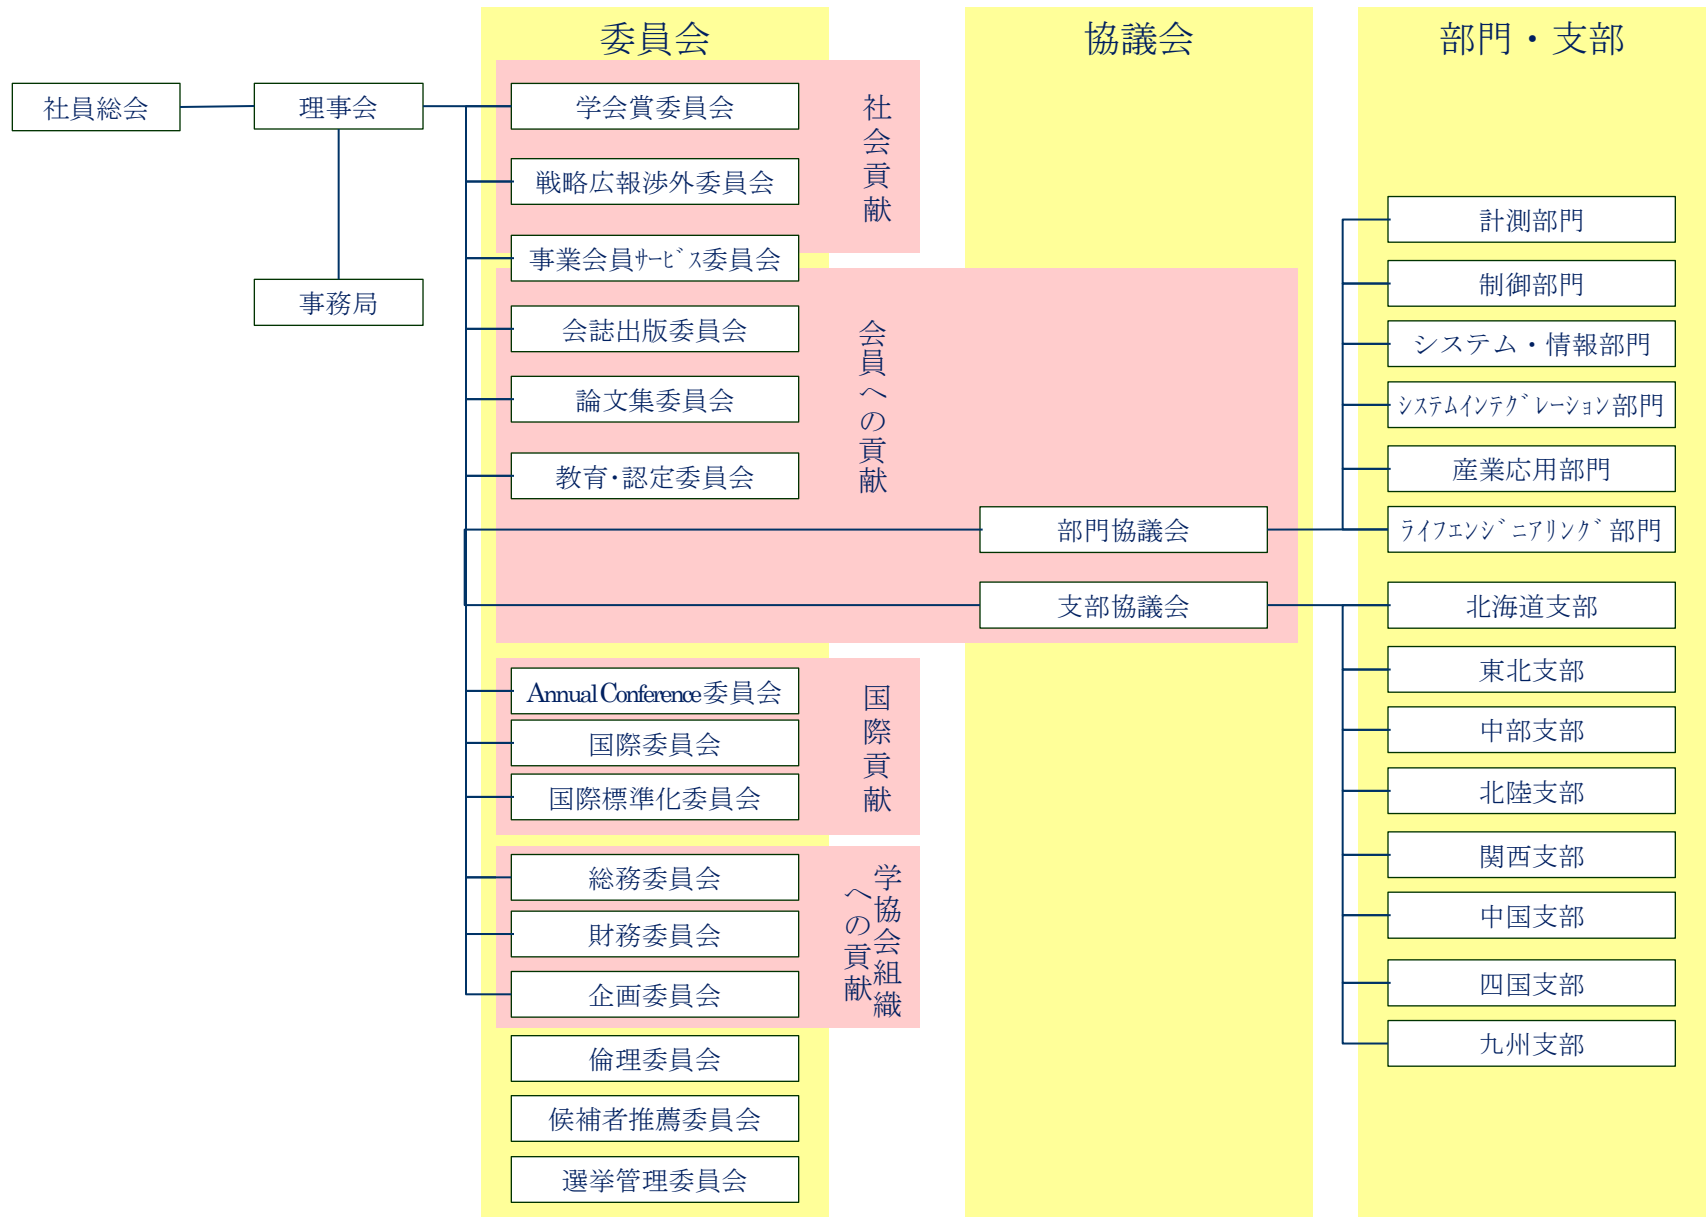 委員会
協議会
部門・支部
社員総会
理事会
事務局
学会賞委員会
戦略広報渉外委員会
事業会員ｻｰﾋﾞｽ委員会
社会貢献
会誌出版委員会
論文集委員会
教育･認定委員会
会員への貢献
部門協議会
支部協議会
Annual Conference委員会
国際委員会
国際標準化委員会
国際貢献
総務委員会
財務委員会
企画委員会
学協会組織
への貢献
倫理委員会
候補者推薦委員会
選挙管理委員会
計測部門
制御部門
システム・情報部門
ｼｽﾃﾑｲﾝﾃｸﾞﾚｰｼｮﾝ部門
産業応用部門
ﾗｲﾌｴﾝｼﾞﾆｱﾘﾝｸﾞ部門
北海道支部
東北支部
中部支部
北陸支部
関西支部
中国支部
四国支部
九州支部